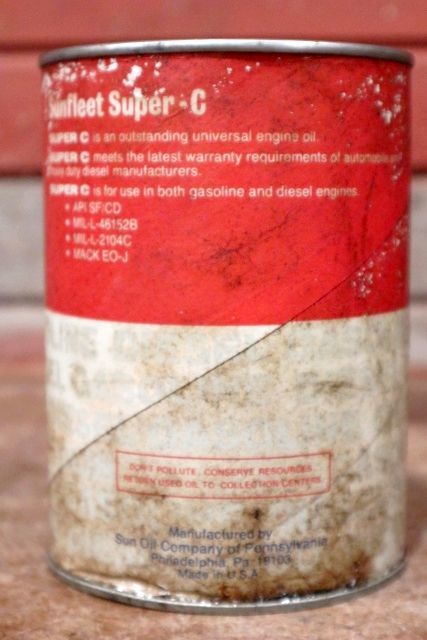 Sunfleet Super-C
SUPER C is an outstanding universal engine oil.
SUPER C meets the latest warranty requirements of automobile and
heavy duty diesel manufacturers.
SUPER C is for use in both gasoline and diesel engines.
• API SF/CD
• MIL-L-46152B
• MIL-L-2104C
• MACK EO-J
DON'T POLLUTE, CONSERVE RESOURCES
RETURN USED OIL TO COLLECTION CENTERS
Manufactured by
Sun Oil Company of Pennsylvania
Philadelphia, Pa. 19103
Made in U.S.A.